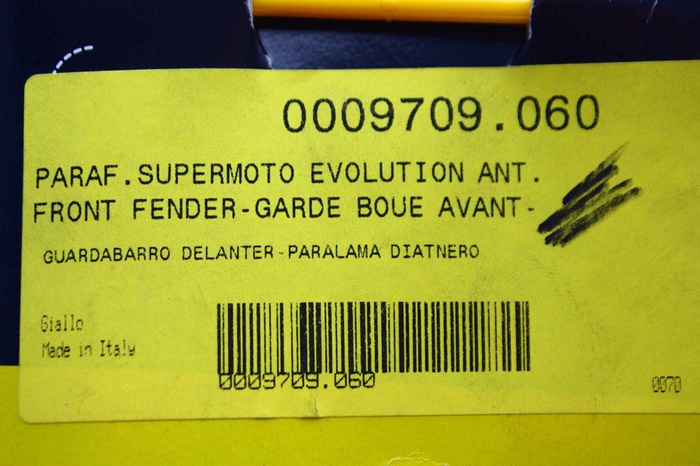 0009709.060
PARAF.SUPERMOTO EVOLUTION ANT.
FRONT FENDER-GARDE BOUE AVANT-
GUARDABARRO DELANTER-PARALAMA DIATNERO
Giallo
Made in Italy
0009709.060
0070